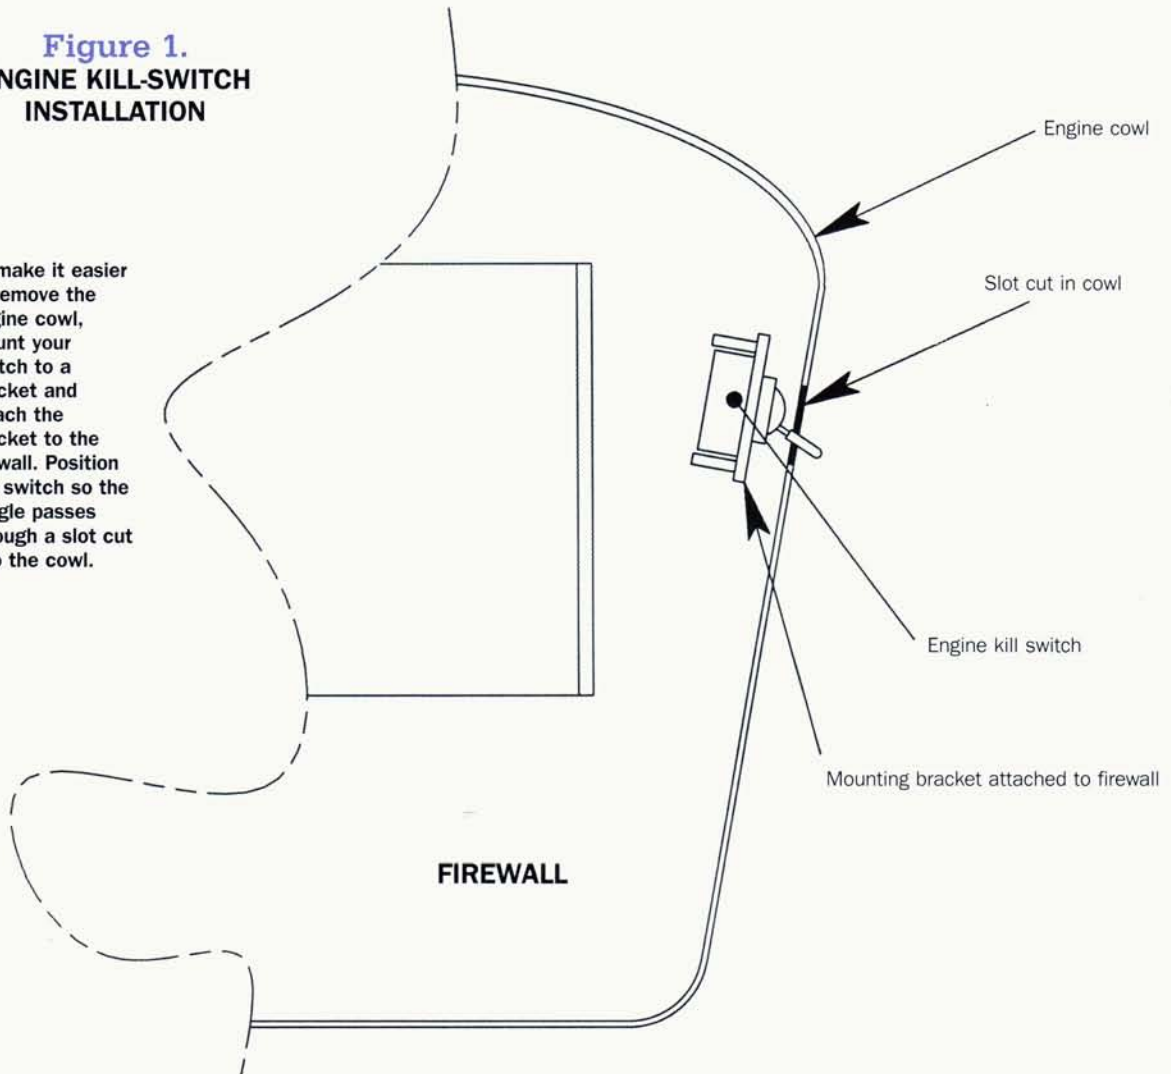 Figure 1.
NGINE KILL-SWITCH
INSTALLATION
make it easier
emove the
gine cowl,
unt your
tch to a
cket and
ach the
cket to the
wall. Position
switch so the
gle passes
ough a slot cut
o the cowl.
Engine cowl
Slot cut in cowl
Engine kill switch
Mounting bracket attached to firewall
FIREWALL